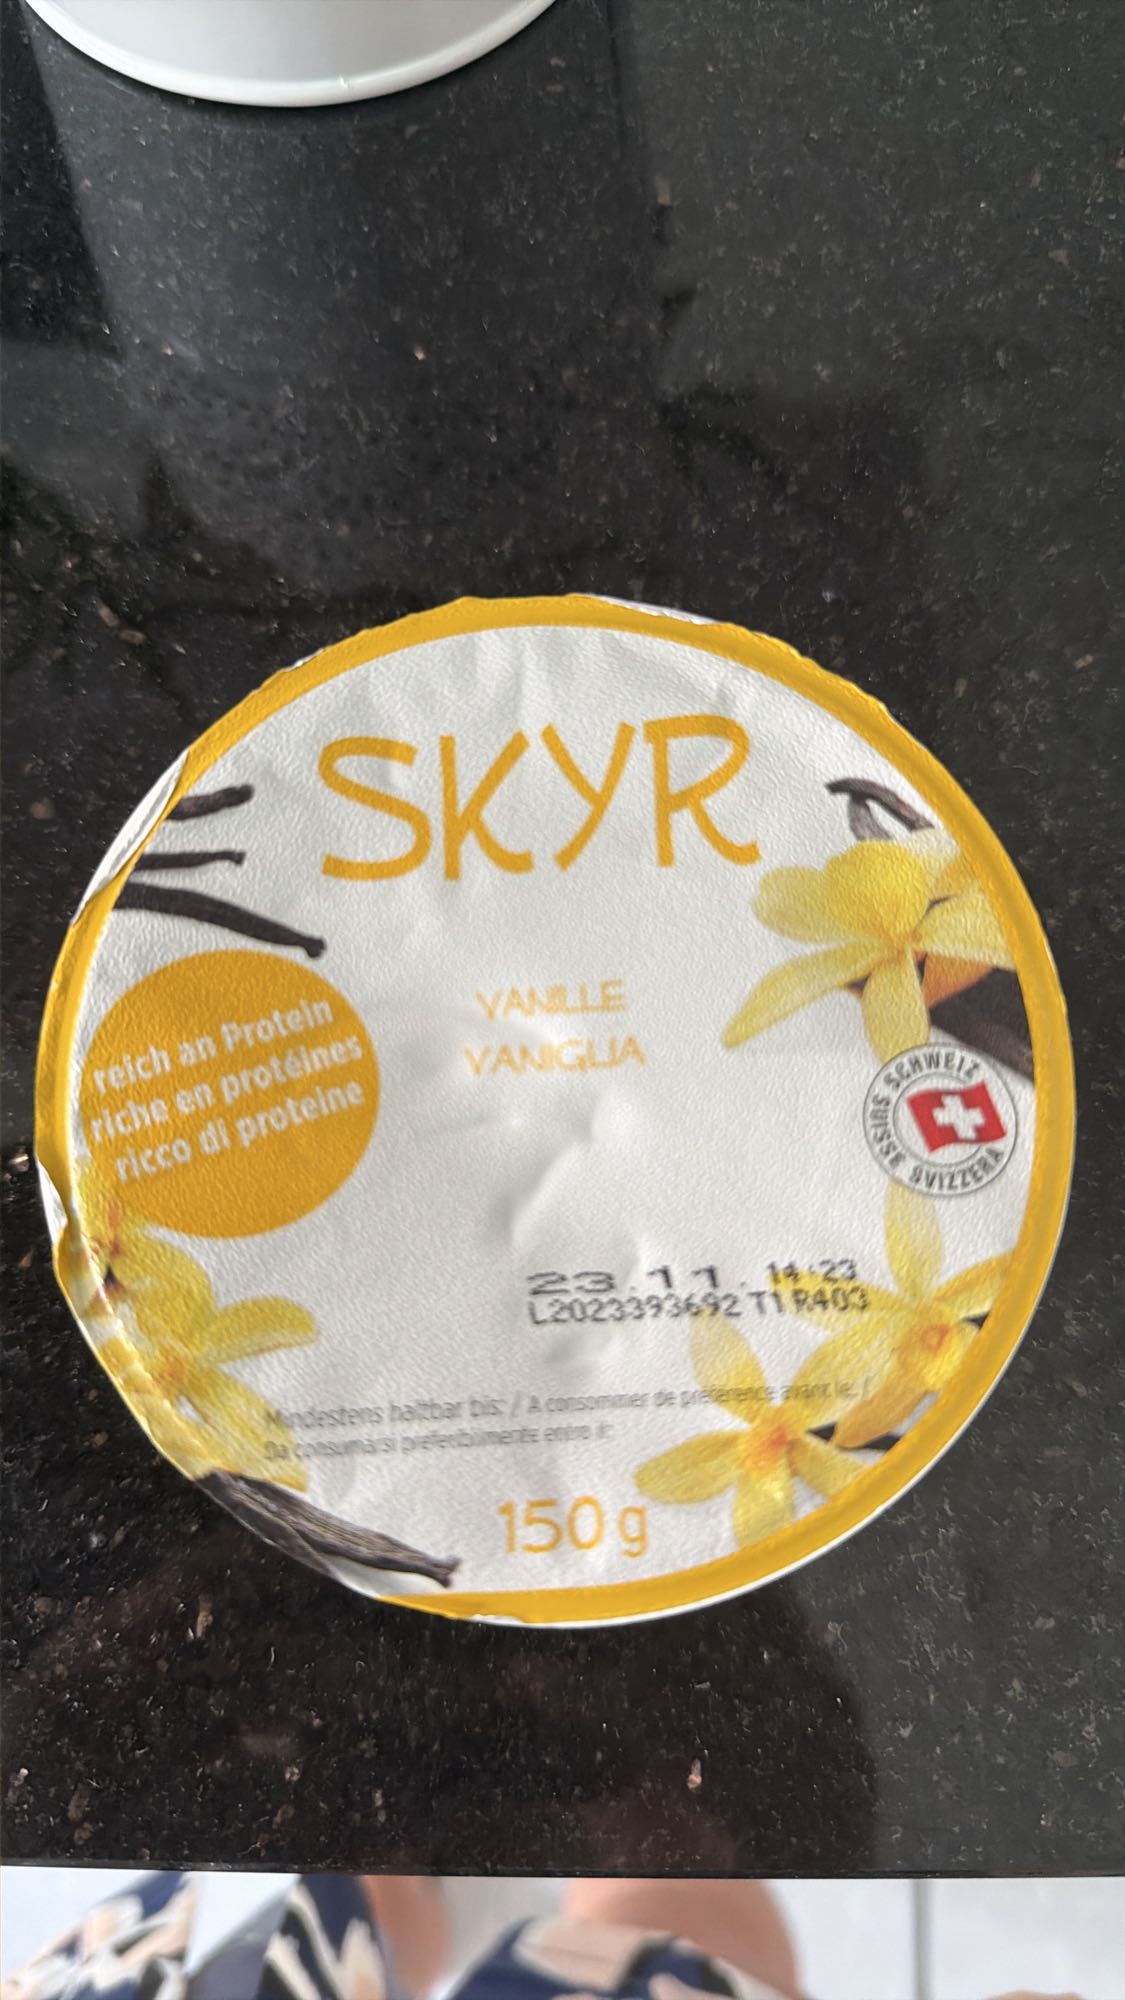 SKYR
VANILLE
VANIGLIA
reich an Protein
riche en protéines
ricco di proteine
SCHWEIZ
SUISSE
SVIZZERA
23.11. 14:23
L2023393692 T1 R403
Mindestens haltbar bis: / A consommer de préférence avant le: /
Da consumarsi preferibilmente entro il:
150 g